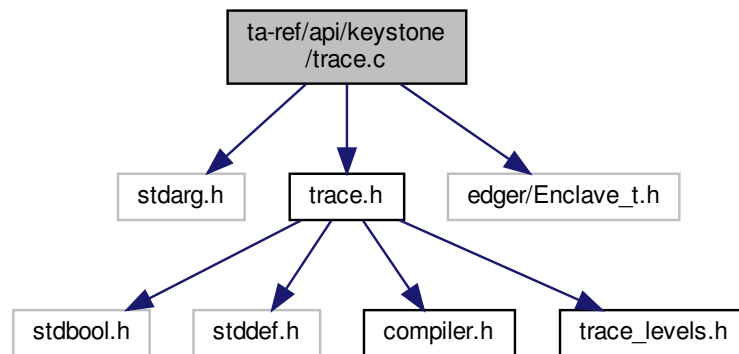 ta-ref/api/keystone
/trace.c
stdarg.h
trace.h
edger/Enclave_t.h
stdbool.h
stddef.h
compiler.h
trace_levels.h